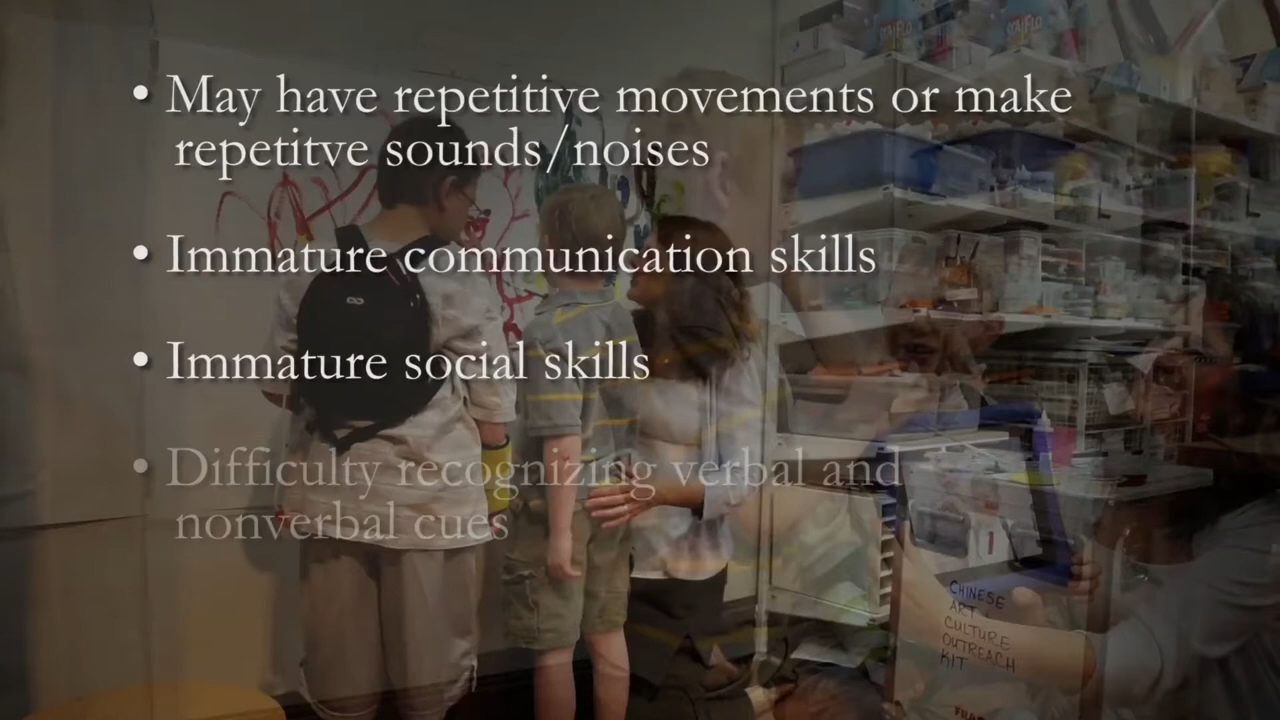 • May have repetitive movements or make
repetitve sounds/noises
• Immature communication skills
• Immature social skills
• Difficulty recognizing verbal and
nonverbal cues
CHINESE
ART
CULTURE
OUTREACH
KIT